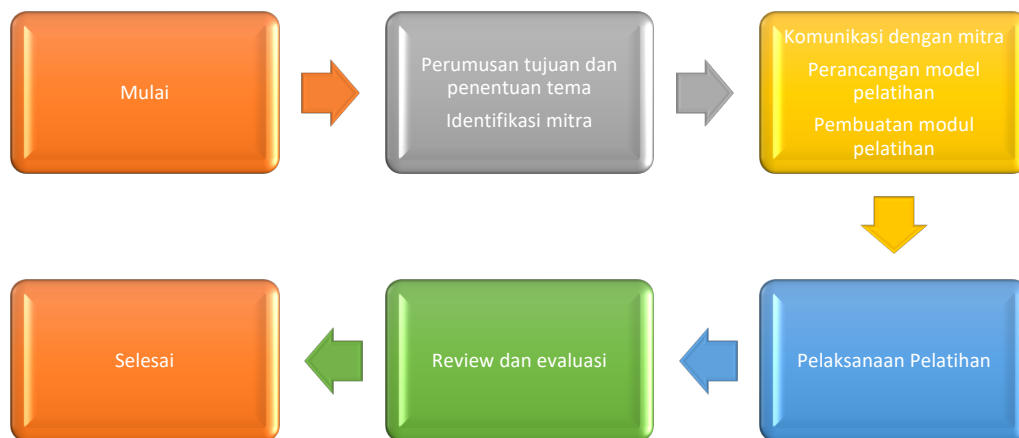 Mulai
Perumusan tujuan dan
penentuan tema
Identifikasi mitra
Komunikasi dengan mitra
Perancangan model
pelatihan
Pembuatan modul
pelatihan
Selesai
Review dan evaluasi
Pelaksanaan Pelatihan